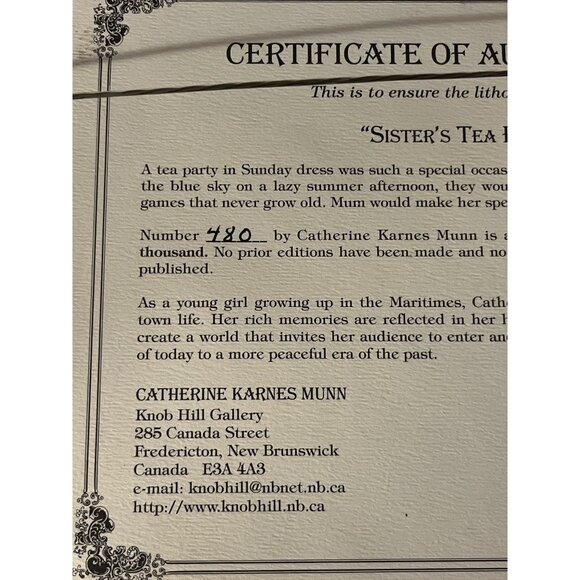 CERTIFICATE OF AU
This is to ensure the litho
"SISTER'S TEA
A tea party in Sunday dress was such a special occas
the blue sky on a lazy summer afternoon, they wou
games that never grow old. Mum would make her spe
Number 480 by Catherine Karnes Munn is a
thousand. No prior editions have been made and no
published.
As a young girl growing up in the Maritimes, Cathe
town life. Her rich memories are reflected in her h
create a world that invites her audience to enter and
of today to a more peaceful era of the past.
CATHERINE KARNES MUNN
Knob Hill Gallery
285 Canada Street
Fredericton, New Brunswick
Canada E3A 4A3
e-mail: knobhill@nbnet.nb.ca
http://www.knobhill.nb.ca